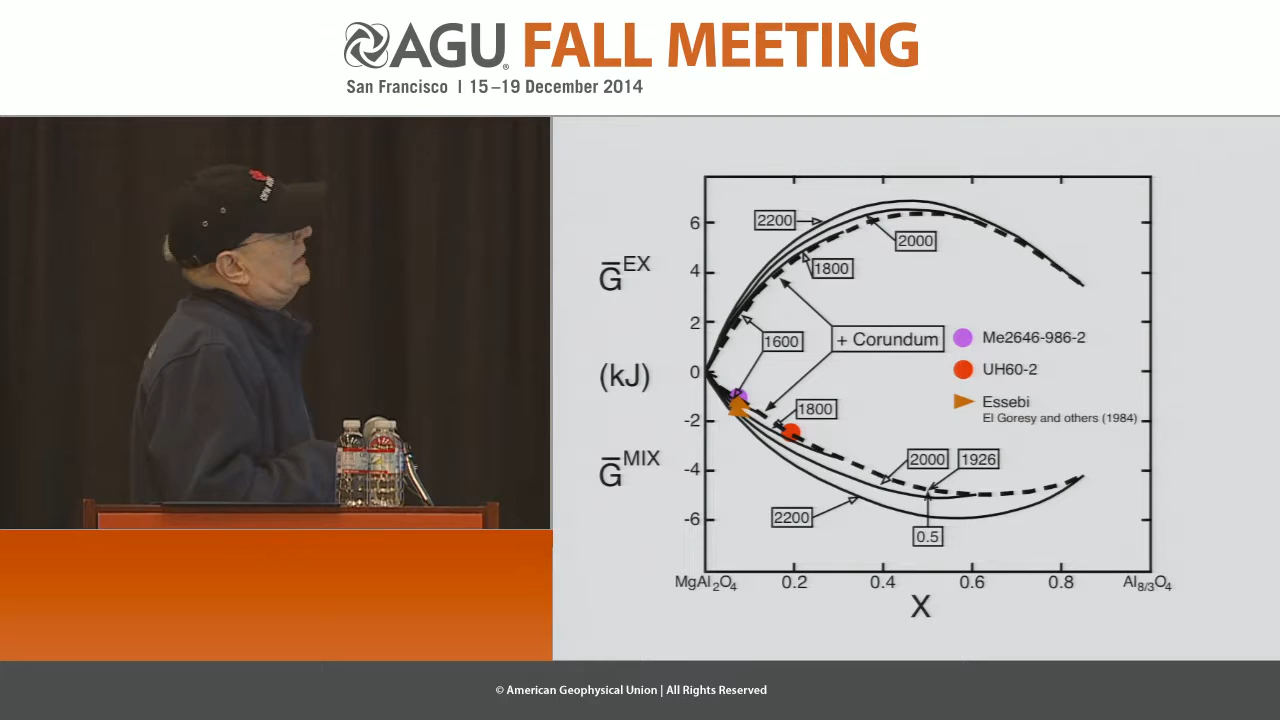 AGU® FALL MEETING
San Francisco | 15–19 December 2014
6
4
2
0
-2
-4
-6
G̅EX
(kJ)
G̅MIX
2200
2000
1800
1600
+ Corundum
Me2646-986-2
UH60-2
Essebi
El Goresy and others (1984)
1800
2000
1926
2200
0.5
MgAl2O4
0.2
0.4
0.6
0.8
Al8/3O4
X
© American Geophysical Union | All Rights Reserved